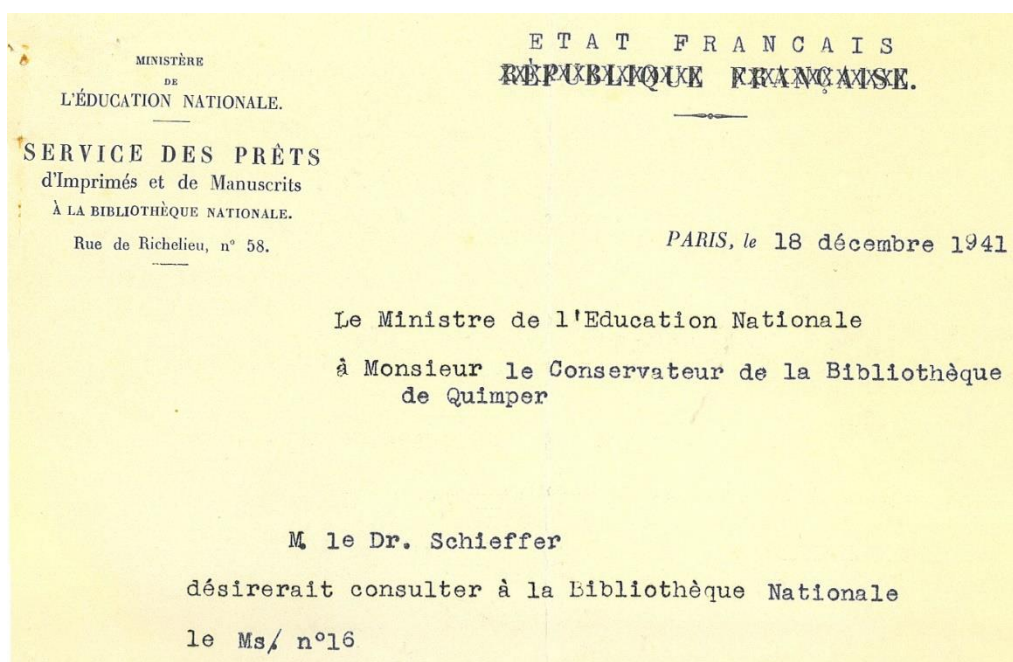 MINISTÈRE
DE
L'ÉDUCATION NATIONALE.
SERVICE DES PRÊTS
d'Imprimés et de Manuscrits
À LA BIBLIOTHÈQUE NATIONALE.
Rue de Richelieu, n° 58.
ETAT FRANCAIS
RÉPUBLIQUE FRANÇAISE.
PARIS, le 18 décembre 1941
Le Ministre de l'Education Nationale
à Monsieur le Conservateur de la Bibliothèque
de Quimper
M. le Dr. Schieffer
désirerait consulter à la Bibliothèque Nationale
le Ms/ n°16